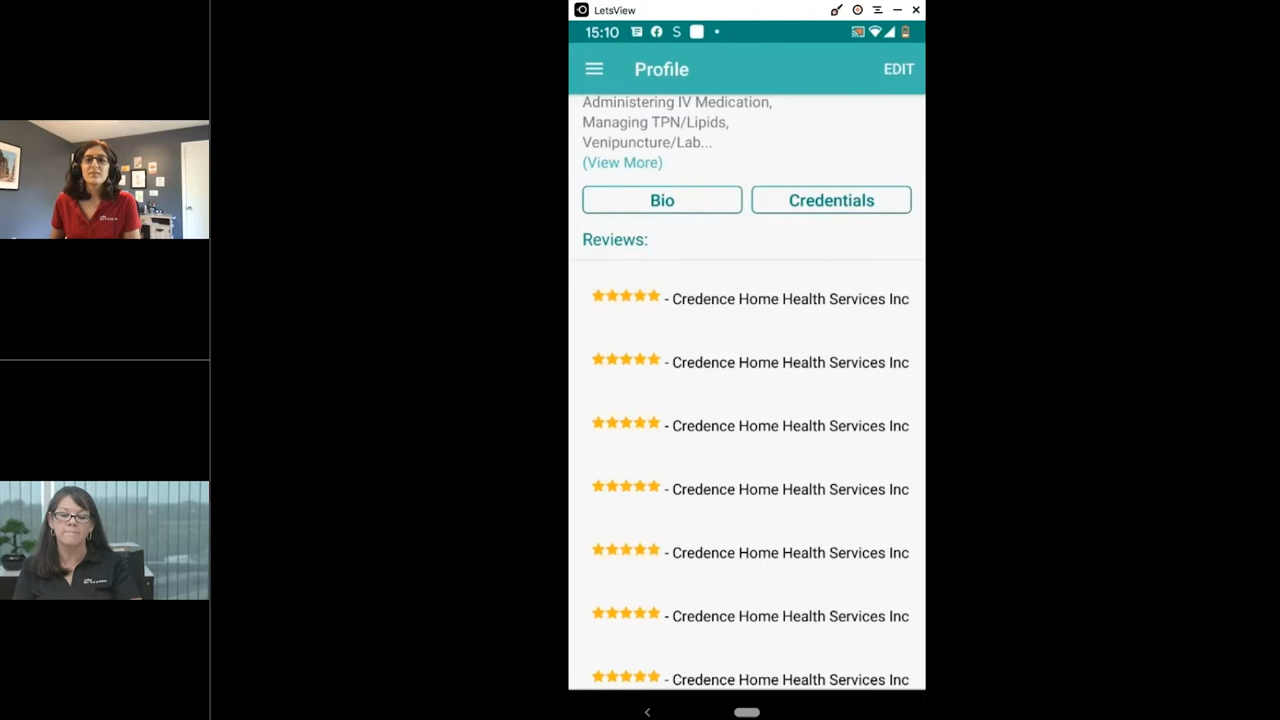 LetsView
15:10
Profile
EDIT
Administering IV Medication,
Managing TPN/Lipids,
Venipuncture/Lab...
(View More)
Bio
Credentials
Reviews:
- Credence Home Health Services Inc
- Credence Home Health Services Inc
- Credence Home Health Services Inc
- Credence Home Health Services Inc
- Credence Home Health Services Inc
- Credence Home Health Services Inc
- Credence Home Health Services Inc